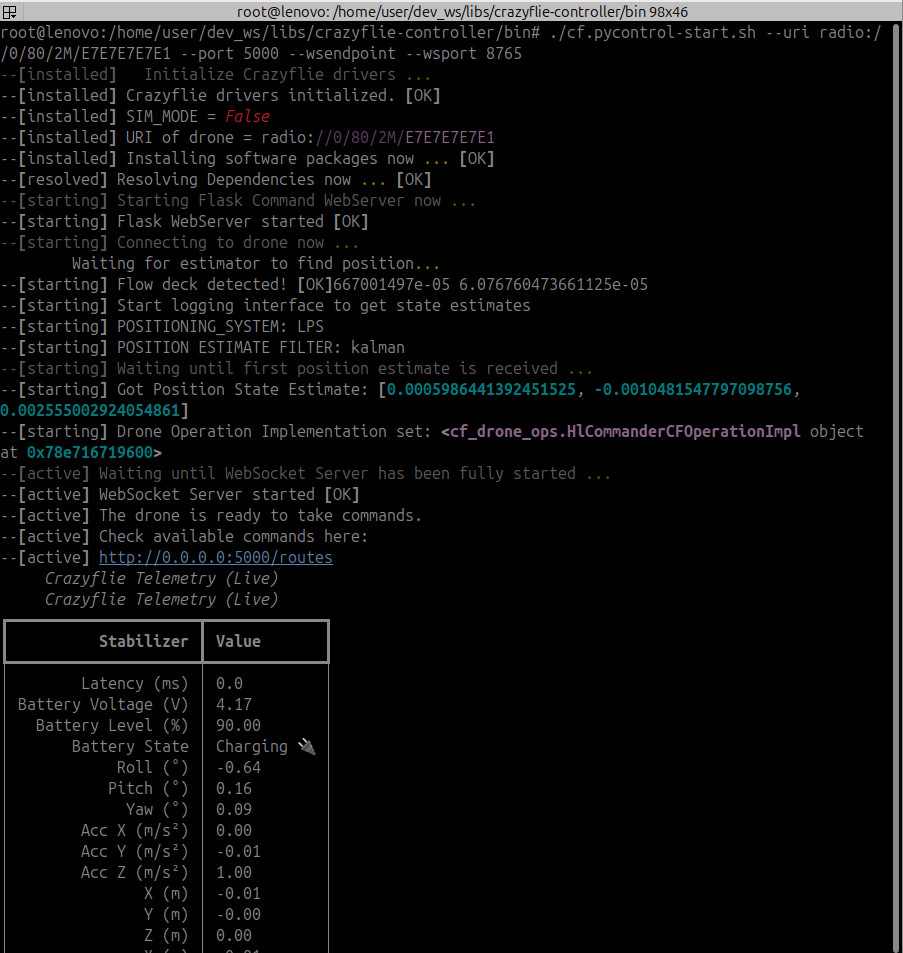 root@lenovo: /home/user/dev_ws/libs/crazyflie-controller/bin 98x46
root@lenovo:/home/user/dev_ws/libs/crazyflie-controller/bin# ./cf.pycontrol-start.sh --uri radio:/
/0/80/2M/E7E7E7E7E1 --port 5000 --wsendpoint --wsport 8765
--[installed]   Initialize Crazyflie drivers ...
--[installed] Crazyflie drivers initialized. [OK]
--[installed] SIM_MODE = False
--[installed] URI of drone = radio://0/80/2M/E7E7E7E7E1
--[installed] Installing software packages now ... [OK]
--[resolved] Resolving Dependencies now ... [OK]
--[starting] Starting Flask Command WebServer now ...
--[starting] Flask WebServer started [OK]
--[starting] Connecting to drone now ...
Waiting for estimator to find position...
--[starting] Flow deck detected! [OK]667001497e-05 6.076760473661125e-05
--[starting] Start logging interface to get state estimates
--[starting] POSITIONING_SYSTEM: LPS
--[starting] POSITION ESTIMATE FILTER: kalman
--[starting] Waiting until first position estimate is received ...
--[starting] Got Position State Estimate: [0.0005986441392451525, -0.0010481547797098756,
0.002555002924054861]
--[starting] Drone Operation Implementation set: <cf_drone_ops.HlCommanderCFOperationImpl object
at 0x78e716719600>
--[active] Waiting until WebSocket Server has been fully started ...
--[active] WebSocket Server started [OK]
--[active] The drone is ready to take commands.
--[active] Check available commands here:
--[active] http://0.0.0.0:5000/routes
Crazyflie Telemetry (Live)
Crazyflie Telemetry (Live)
Stabilizer Value
Latency (ms) 0.0
Battery Voltage (V) 4.17
Battery Level (%) 90.00
Battery State Charging 🔌
Roll (°) -0.64
Pitch (°) 0.16
Yaw (°) 0.09
Acc X (m/s²) 0.00
Acc Y (m/s²) -0.01
Acc Z (m/s²) 1.00
X (m) -0.01
Y (m) -0.00
Z (m) 0.00